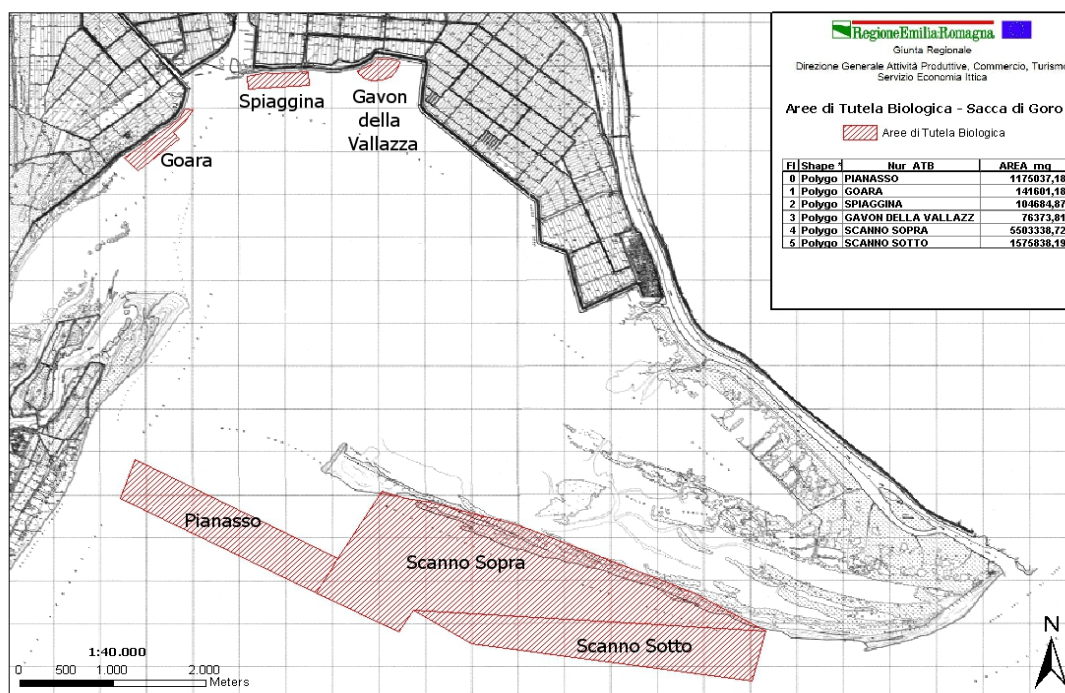 RegioneEmiliaRomagna
Giunta Regionale
Direzione Generale Attività Produttive, Commercio, Turismo
Servizio Economia Ittica
Aree di Tutela Biologica - Sacca di Goro
Aree di Tutela Biologica
FI Shape * Nur_ATB AREA_mq
0 Polygo PIANASSO 1175037,18
1 Polygo GOARA 141601,18
2 Polygo SPIAGGINA 104684,87
3 Polygo GAVON DELLA VALLAZZ 76373,81
4 Polygo SCANNO SOPRA 5503338,72
5 Polygo SCANNO SOTTO 1575838,19
Spiaggina
Gavon
della
Vallazza
Goara
Pianasso
Scanno Sopra
Scanno Sotto
N
1:40.000
0 500 1.000 2.000
Meters